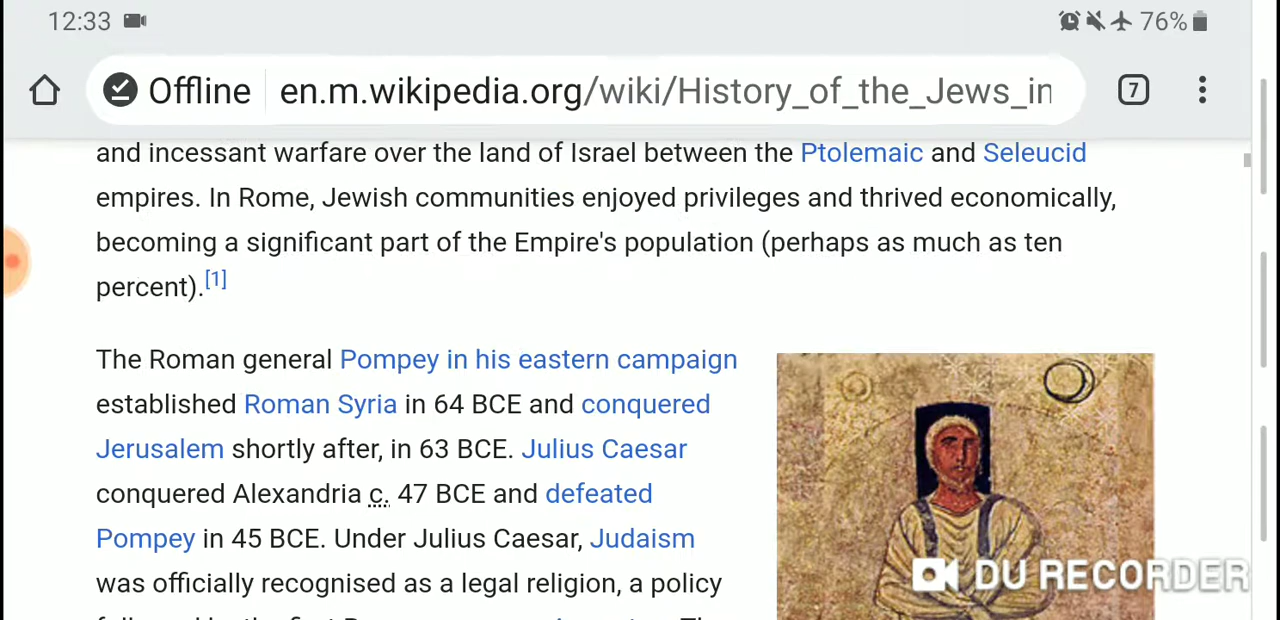 12:33 76%
Offline en.m.wikipedia.org/wiki/History_of_the_Jews_in
7
and incessant warfare over the land of Israel between the Ptolemaic and Seleucid
empires. In Rome, Jewish communities enjoyed privileges and thrived economically,
becoming a significant part of the Empire's population (perhaps as much as ten
percent).[1]
The Roman general Pompey in his eastern campaign
established Roman Syria in 64 BCE and conquered
Jerusalem shortly after, in 63 BCE. Julius Caesar
conquered Alexandria c. 47 BCE and defeated
Pompey in 45 BCE. Under Julius Caesar, Judaism
was officially recognised as a legal religion, a policy
DU RECORDER